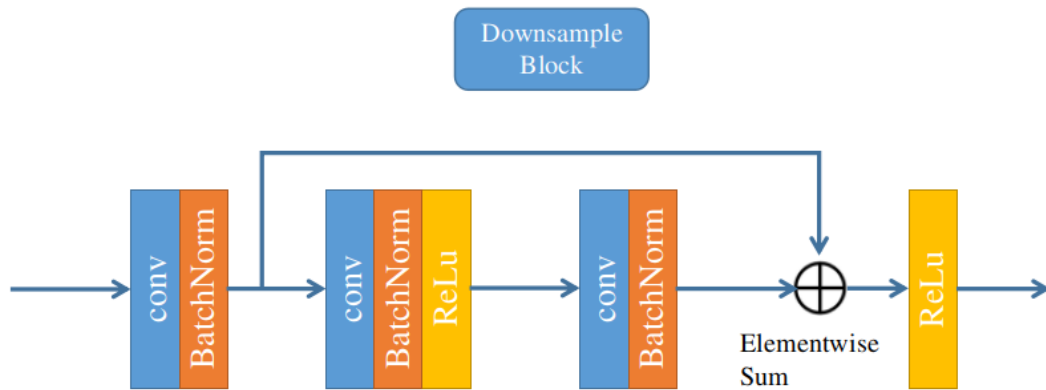 Downsample
Block
conv
BatchNorm
conv
BatchNorm
ReLu
conv
BatchNorm
Elementwise
Sum
ReLu